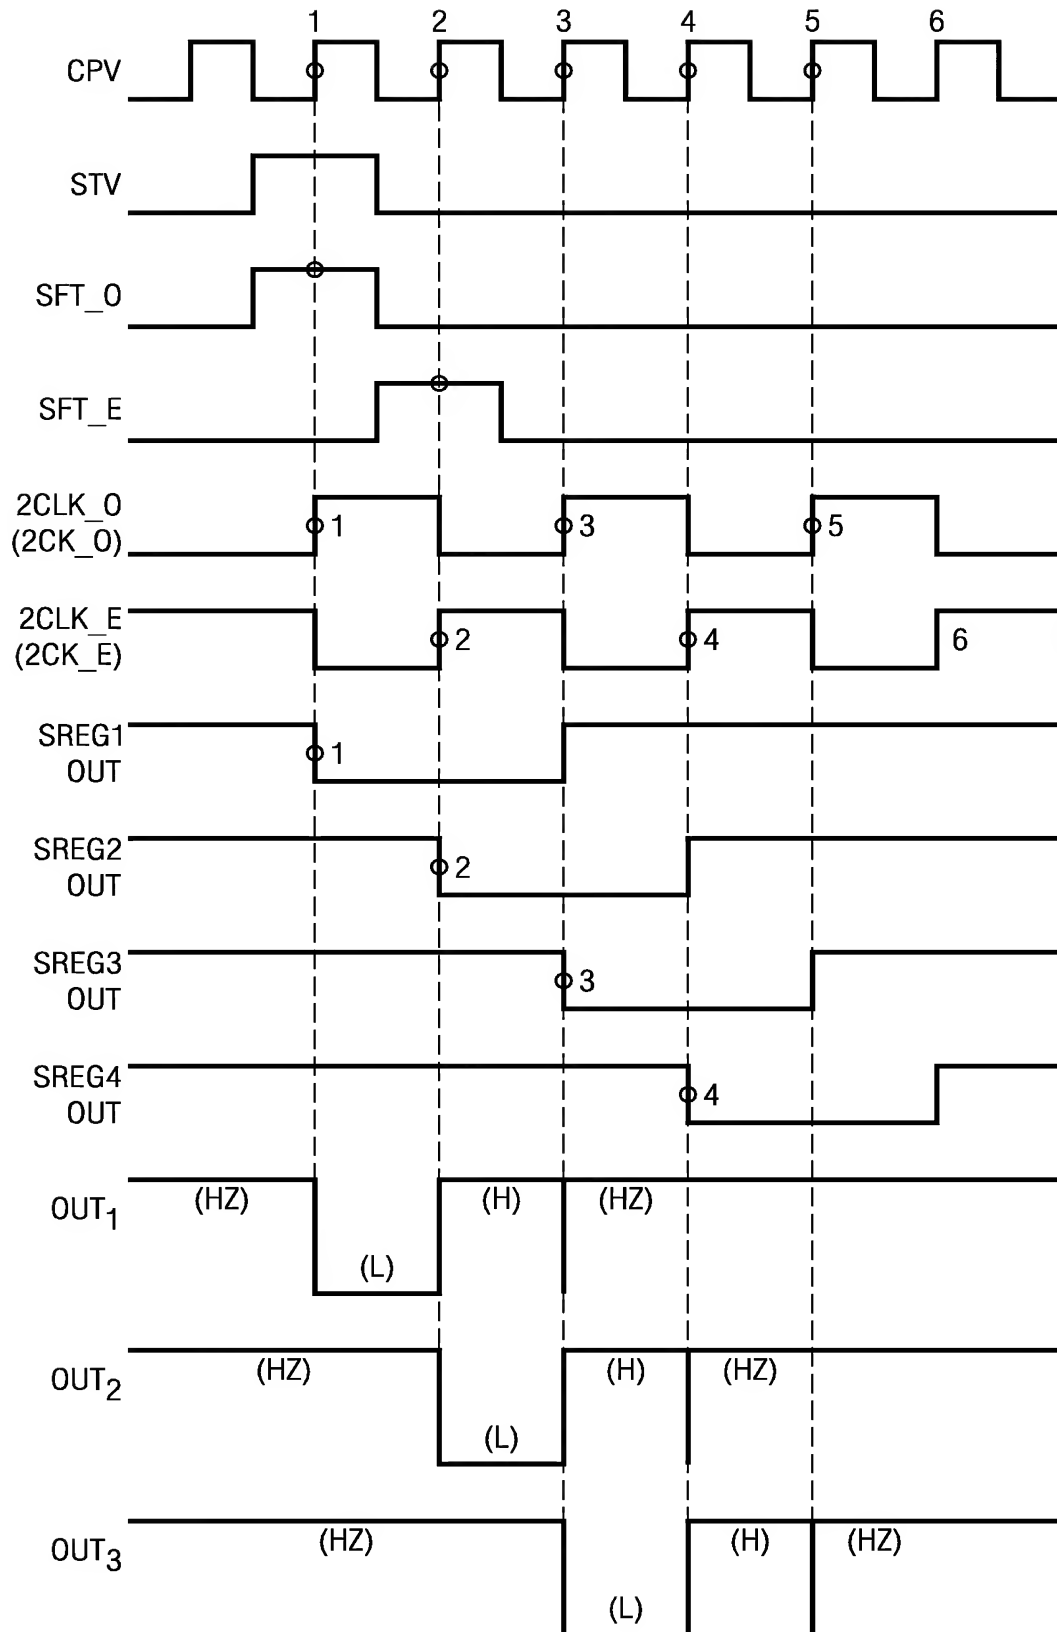 1 2 3 4 5 6
CPV
STV
SFT_O
SFT_E
2CLK_O
(2CK_O)
1 3 5
2CLK_E
(2CK_E)
2 4 6
SREG1
OUT
1
SREG2
OUT
2
SREG3
OUT
3
SREG4
OUT
4
OUT1
(HZ) (L) (H) (HZ)
OUT2
(HZ) (L) (H) (HZ)
OUT3
(HZ) (L) (H) (HZ)